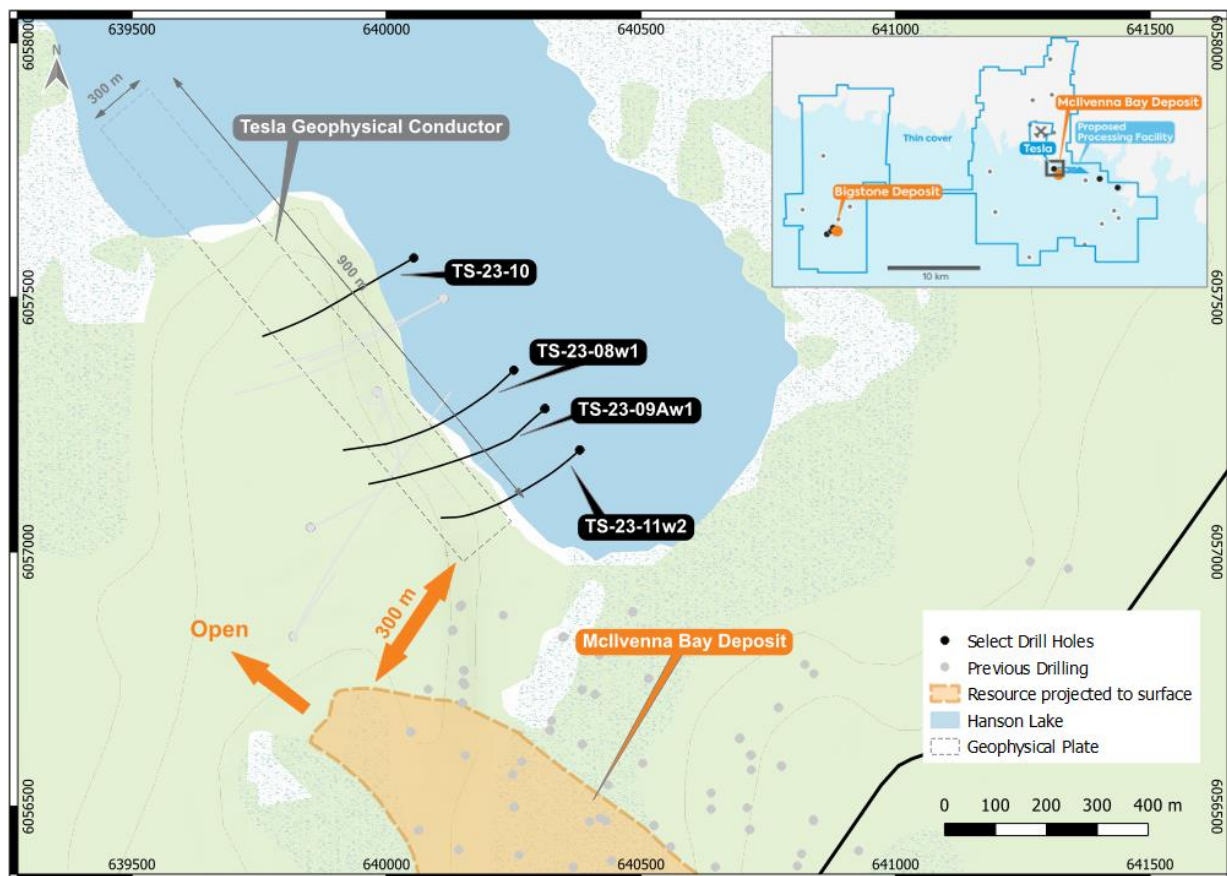 639500
640000
640500
641000
641500
6058000
6058000
N
300 m
Tesla Geophysical Conductor
McIlvenna Bay Deposit
Thin cover
Proposed
Processing Facility
Tesla
Bigstone Deposit
10 km
900 m
TS-23-10
6057500
6057500
TS-23-08w1
TS-23-09Aw1
TS-23-11w2
6057000
6057000
300 m
Open
McIlvenna Bay Deposit
Select Drill Holes
Previous Drilling
Resource projected to surface
Hanson Lake
Geophysical Plate
0 100 200 300 400 m
6056500
6056500
639500
640000
640500
641000
641500